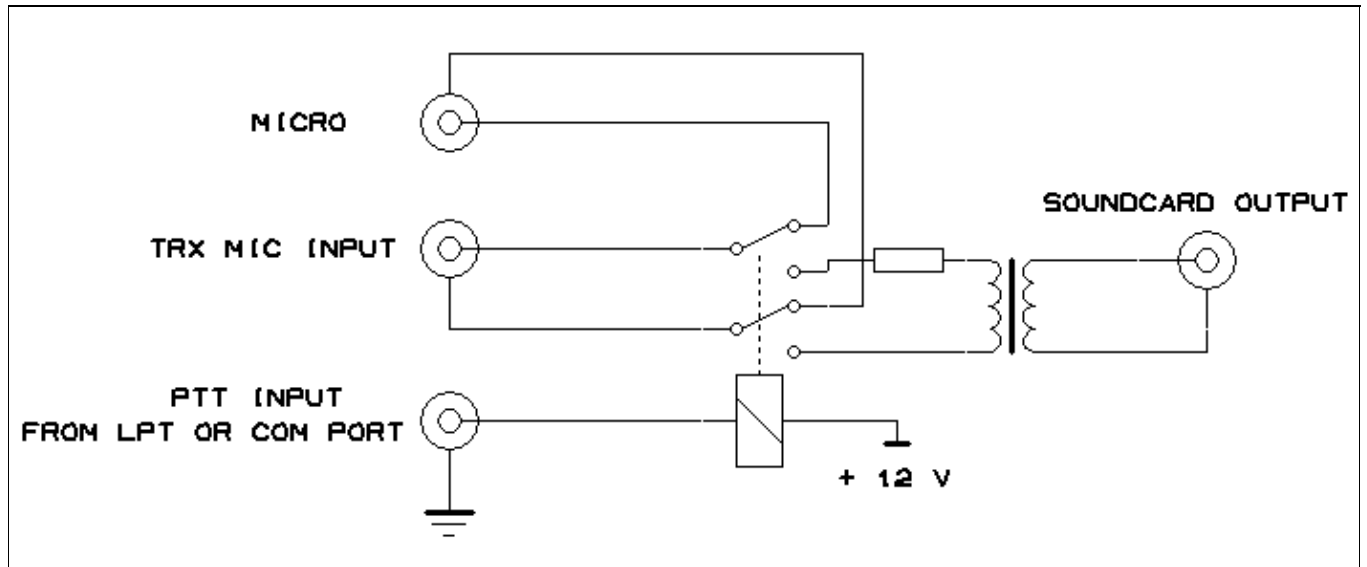 MICRO
TRX MIC INPUT
SOUNDCARD OUTPUT
PTT INPUT
FROM LPT OR COM PORT
+ 12 V